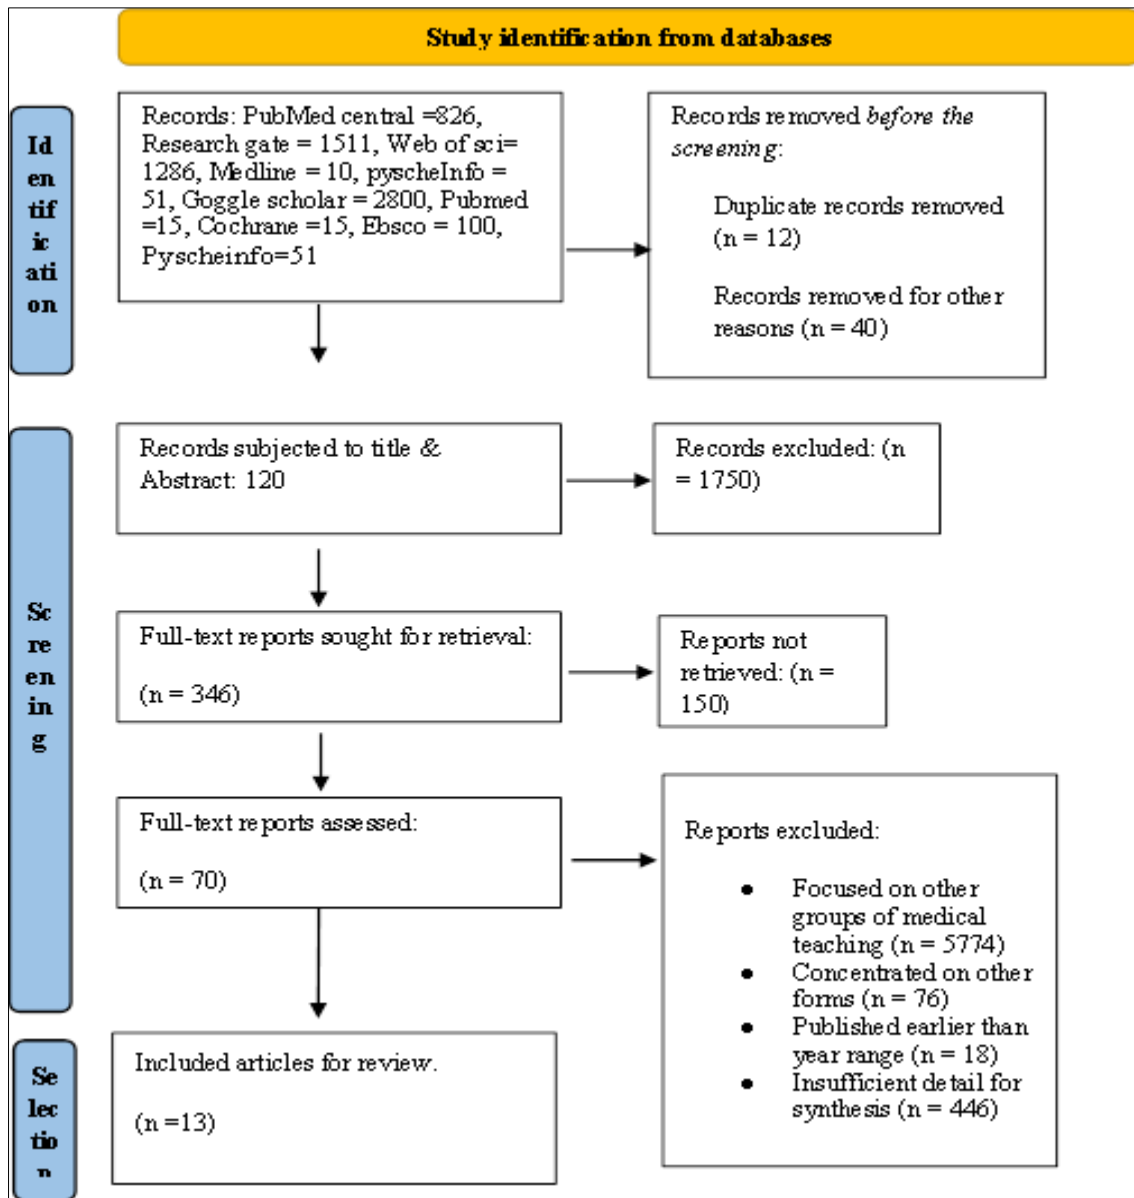 Study identification from databases
Id
en
tif
ic
ati
on
Records: PubMed central =826,
Research gate = 1511, Web of sci=
1286, Medline = 10, pyscheInfo =
51, Goggle scholar = 2800, Pubmed
=15, Cochrane =15, Ebsco = 100,
Pyscheinfo=51
Records removed before the
screening:
Duplicate records removed
(n = 12)
Records removed for other
reasons (n = 40)
Sc
re
en
in
g
Records subjected to title &
Abstract: 120
Records excluded: (n
= 1750)
Full-text reports sought for retrieval:
(n = 346)
Reports not
retrieved: (n =
150)
Full-text reports assessed:
(n = 70)
Reports excluded:
● Focused on other
groups of medical
teaching (n = 5774)
● Concentrated on other
forms (n = 76)
● Published earlier than
year range (n = 18)
● Insufficient detail for
synthesis (n = 446)
Se
lec
tio
n
Included articles for review.
(n =13)